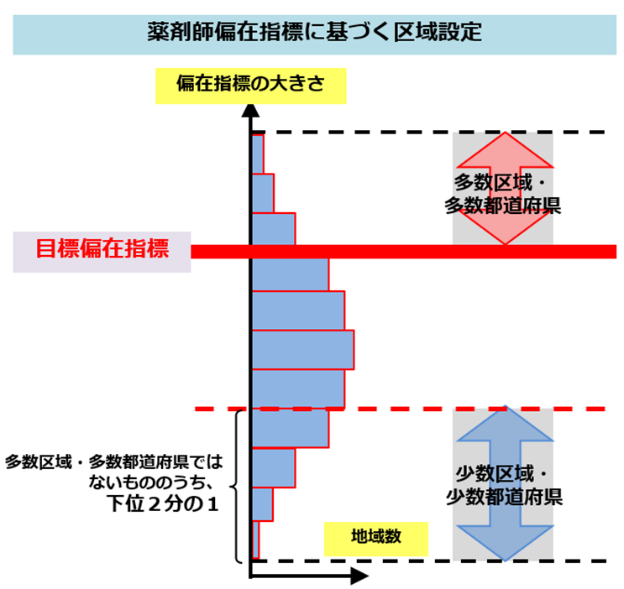 薬剤師偏在指標に基づく区域設定
偏在指標の大きさ
多数区域・
多数都道府県
目標偏在指標
多数区域・多数都道府県では
ないもののうち、
下位２分の１
少数区域・
少数都道府県
地域数